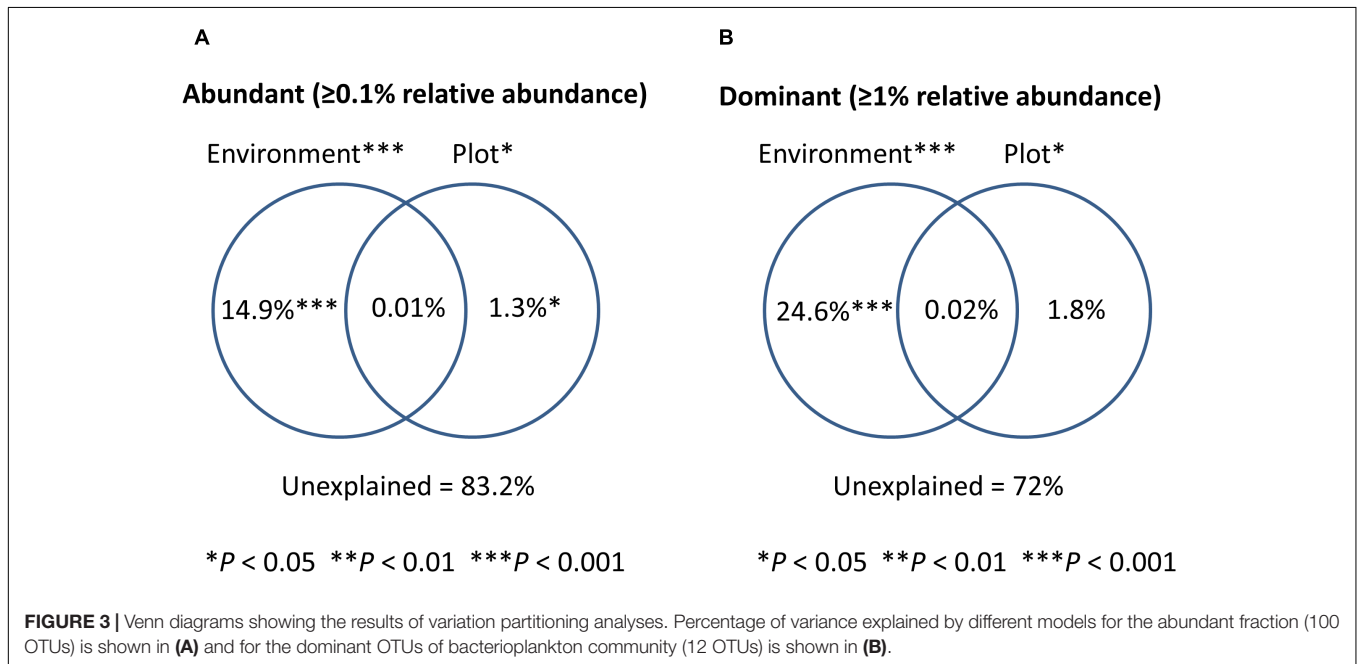 A
Abundant (≥0.1% relative abundance)
Environment*** Plot*
14.9%*** 0.01% 1.3%*
Unexplained = 83.2%
*P < 0.05 **P < 0.01 ***P < 0.001
B
Dominant (≥1% relative abundance)
Environment*** Plot*
24.6%*** 0.02% 1.8%
Unexplained = 72%
*P < 0.05 **P < 0.01 ***P < 0.001
FIGURE 3 | Venn diagrams showing the results of variation partitioning analyses. Percentage of variance explained by different models for the abundant fraction (100
OTUs) is shown in (A) and for the dominant OTUs of bacterioplankton community (12 OTUs) is shown in (B).